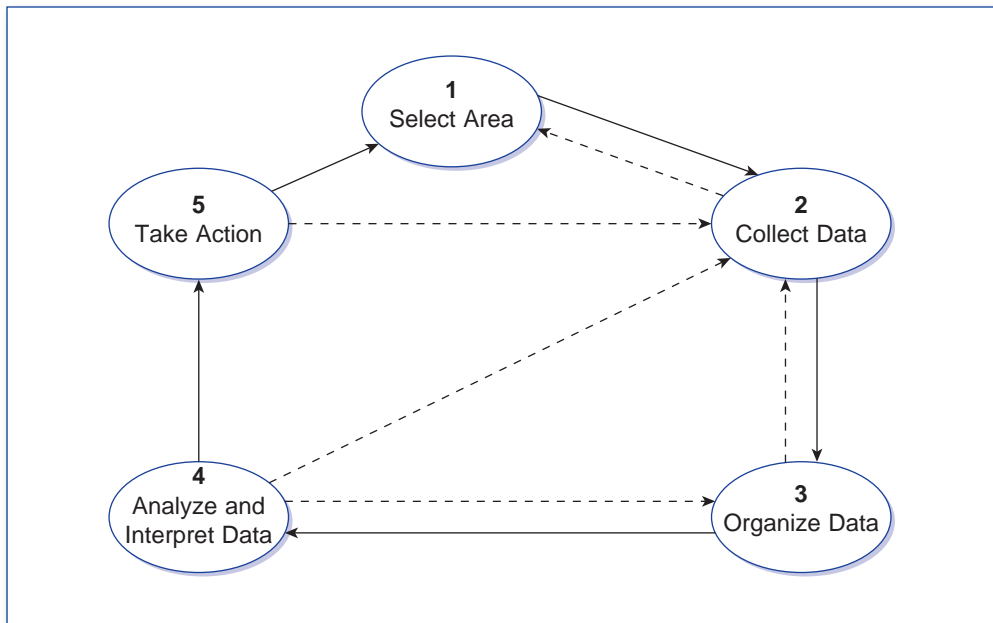 1
Select Area
2
Collect Data
3
Organize Data
4
Analyze and
Interpret Data
5
Take Action